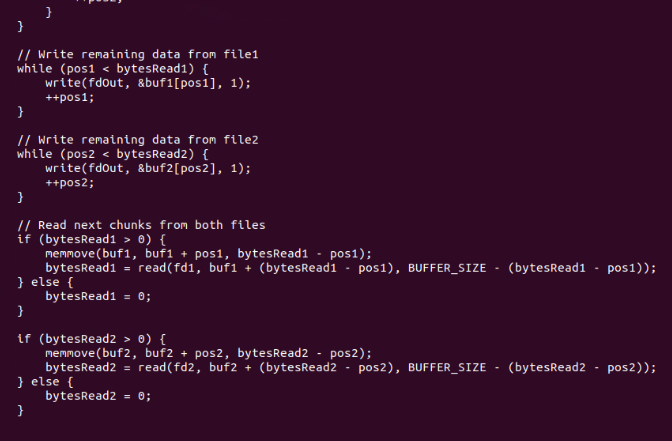 }
    }

    // Write remaining data from file1
    while (pos1 < bytesRead1) {
        write(fdOut, &buf1[pos1], 1);
        ++pos1;
    }

    // Write remaining data from file2
    while (pos2 < bytesRead2) {
        write(fdOut, &buf2[pos2], 1);
        ++pos2;
    }

    // Read next chunks from both files
    if (bytesRead1 > 0) {
        memmove(buf1, buf1 + pos1, bytesRead1 - pos1);
        bytesRead1 = read(fd1, buf1 + (bytesRead1 - pos1), BUFFER_SIZE - (bytesRead1 - pos1));
    } else {
        bytesRead1 = 0;
    }

    if (bytesRead2 > 0) {
        memmove(buf2, buf2 + pos2, bytesRead2 - pos2);
        bytesRead2 = read(fd2, buf2 + (bytesRead2 - pos2), BUFFER_SIZE - (bytesRead2 - pos2));
    } else {
        bytesRead2 = 0;
    }